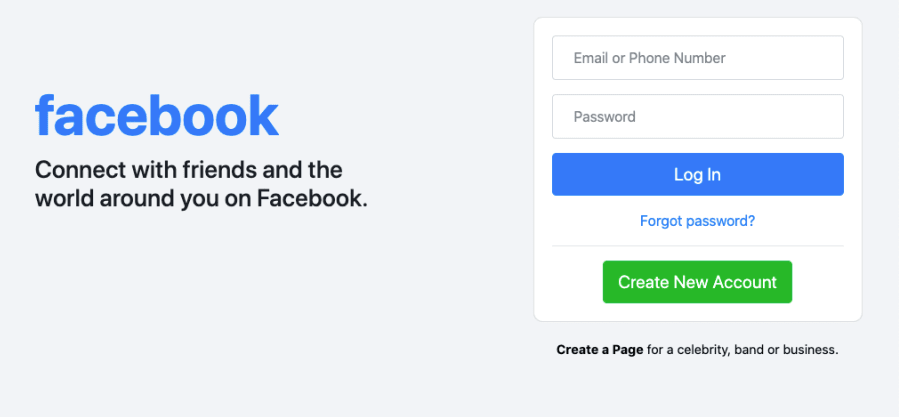 facebook
Connect with friends and the
world around you on Facebook.
Email or Phone Number
Password
Log In
Forgot password?
Create New Account
Create a Page for a celebrity, band or business.